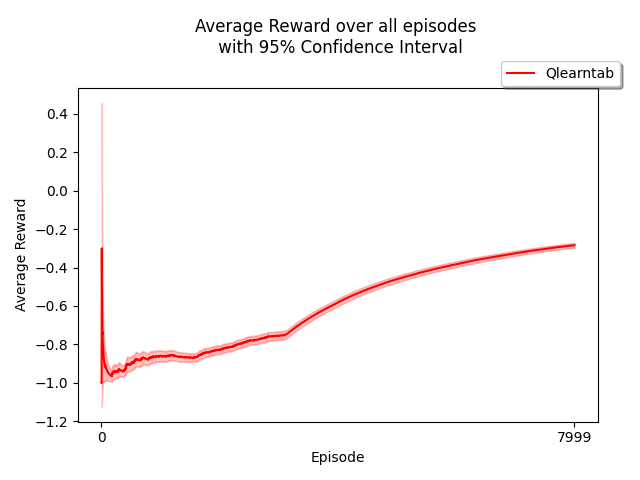 Average Reward over all episodes
with 95% Confidence Interval
Qlearntab
0.4
0.2
0.0
−0.2
−0.4
−0.6
−0.8
−1.0
−1.2
Average Reward
0
7999
Episode